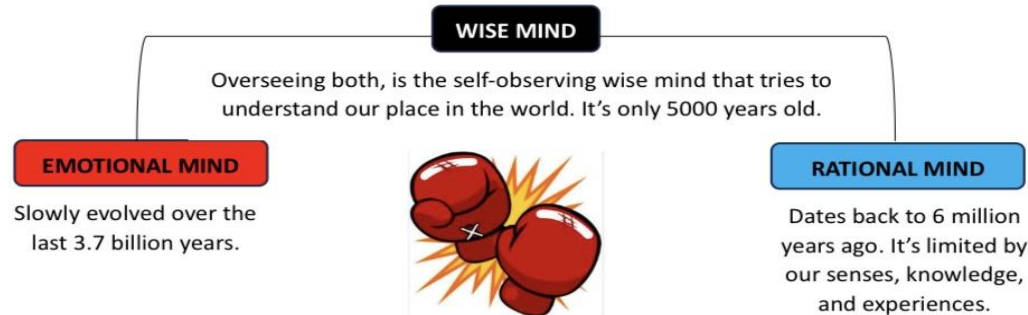 WISE MIND
Overseeing both, is the self-observing wise mind that tries to
understand our place in the world. It’s only 5000 years old.
EMOTIONAL MIND
Slowly evolved over the
last 3.7 billion years.
RATIONAL MIND
Dates back to 6 million
years ago. It’s limited by
our senses, knowledge,
and experiences.